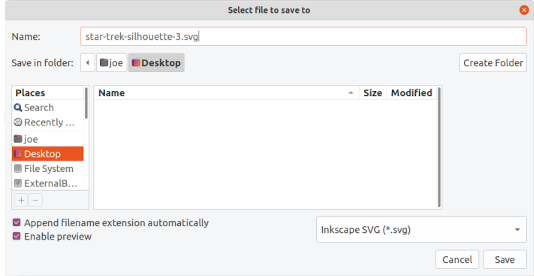 Select file to save to
Name: star-trek-silhouette-3.svg
Save in folder: joe Desktop Create Folder
Places Name Size Modified
Search
Recently ...
joe
Desktop
File System
ExternalB...
Append filename extension automatically
Enable preview
Inkscape SVG (*.svg)
Cancel Save